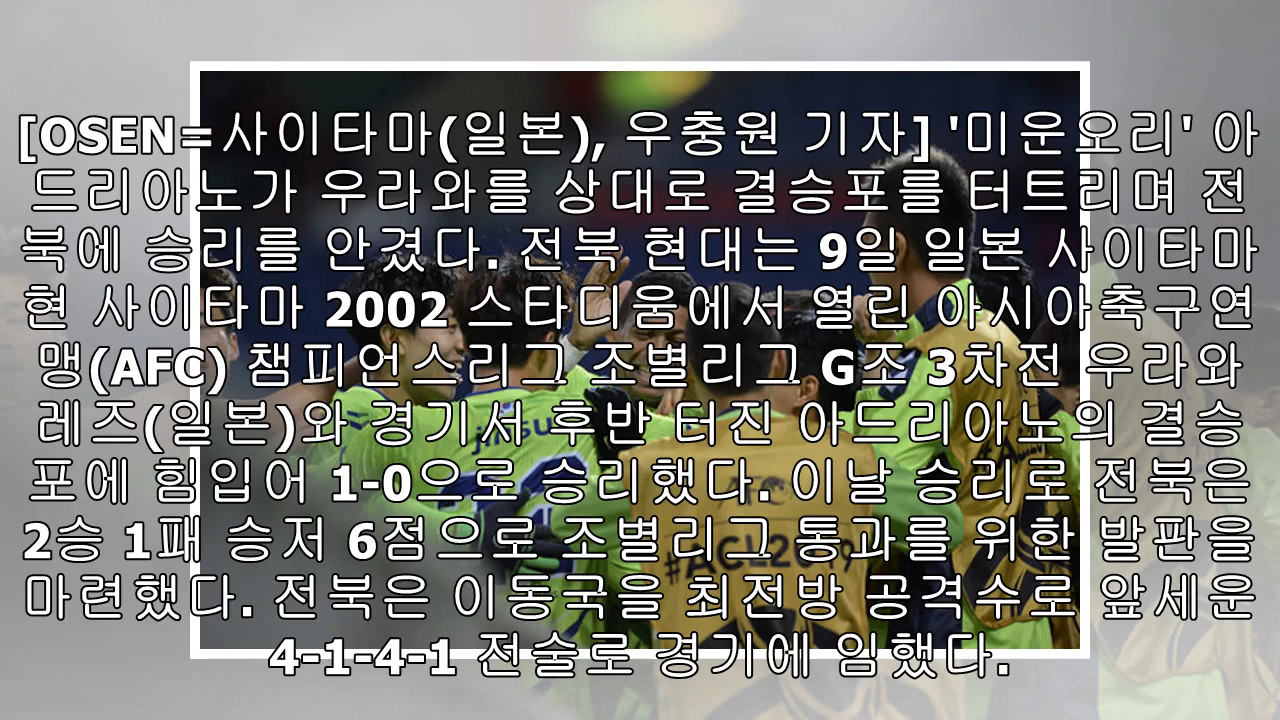 [OSEN=사이타마(일본), 우충원 기자] '미운오리' 아
드리아노가 우라와를 상대로 결승포를 터트리며 전
북에 승리를 안겼다. 전북 현대는 9일 일본 사이타마
현 사이타마 2002 스타디움에서 열린 아시아축구연
맹(AFC) 챔피언스리그 조별리그 G조 3차전 우라와
레즈(일본)와 경기서 후반 터진 아드리아노의 결승
포에 힘입어 1-0으로 승리했다. 이날 승리로 전북은
2승 1패 승저 6점으로 조별리그 통과를 위한 발판을
마련했다. 전북은 이동국을 최전방 공격수로 앞세운
4-1-4-1 전술로 경기에 임했다.
jinsu
AFC
#ACL2019